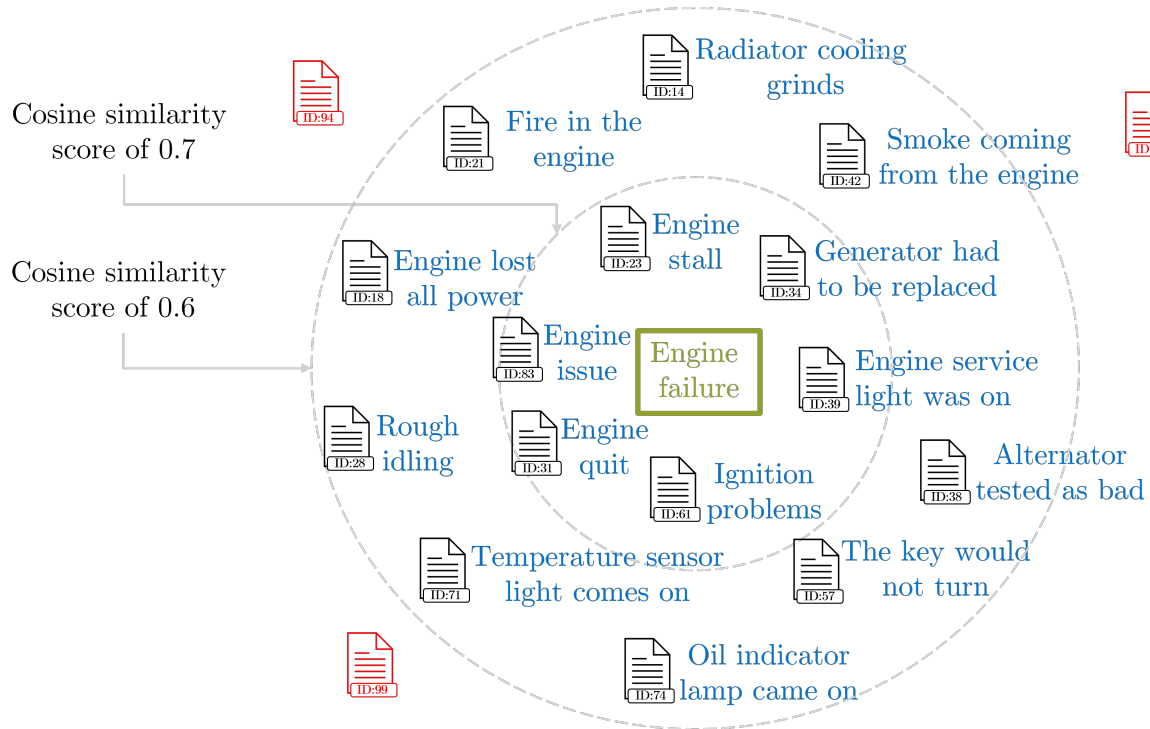 Radiator cooling
grinds
ID:14
ID:94
Cosine similarity
score of 0.7
Fire in the
engine
ID:21
Smoke coming
from the engine
ID:42
ID:
Engine
stall
ID:23
Generator had
to be replaced
ID:34
Cosine similarity
score of 0.6
Engine lost
all power
ID:18
Engine
issue
ID:83
Engine
failure
Engine service
light was on
ID:39
Rough
idling
ID:28
Engine
quit
ID:31
Ignition
problems
ID:61
Alternator
tested as bad
ID:38
Temperature sensor
light comes on
ID:71
The key would
not turn
ID:57
ID:99
Oil indicator
lamp came on
ID:74